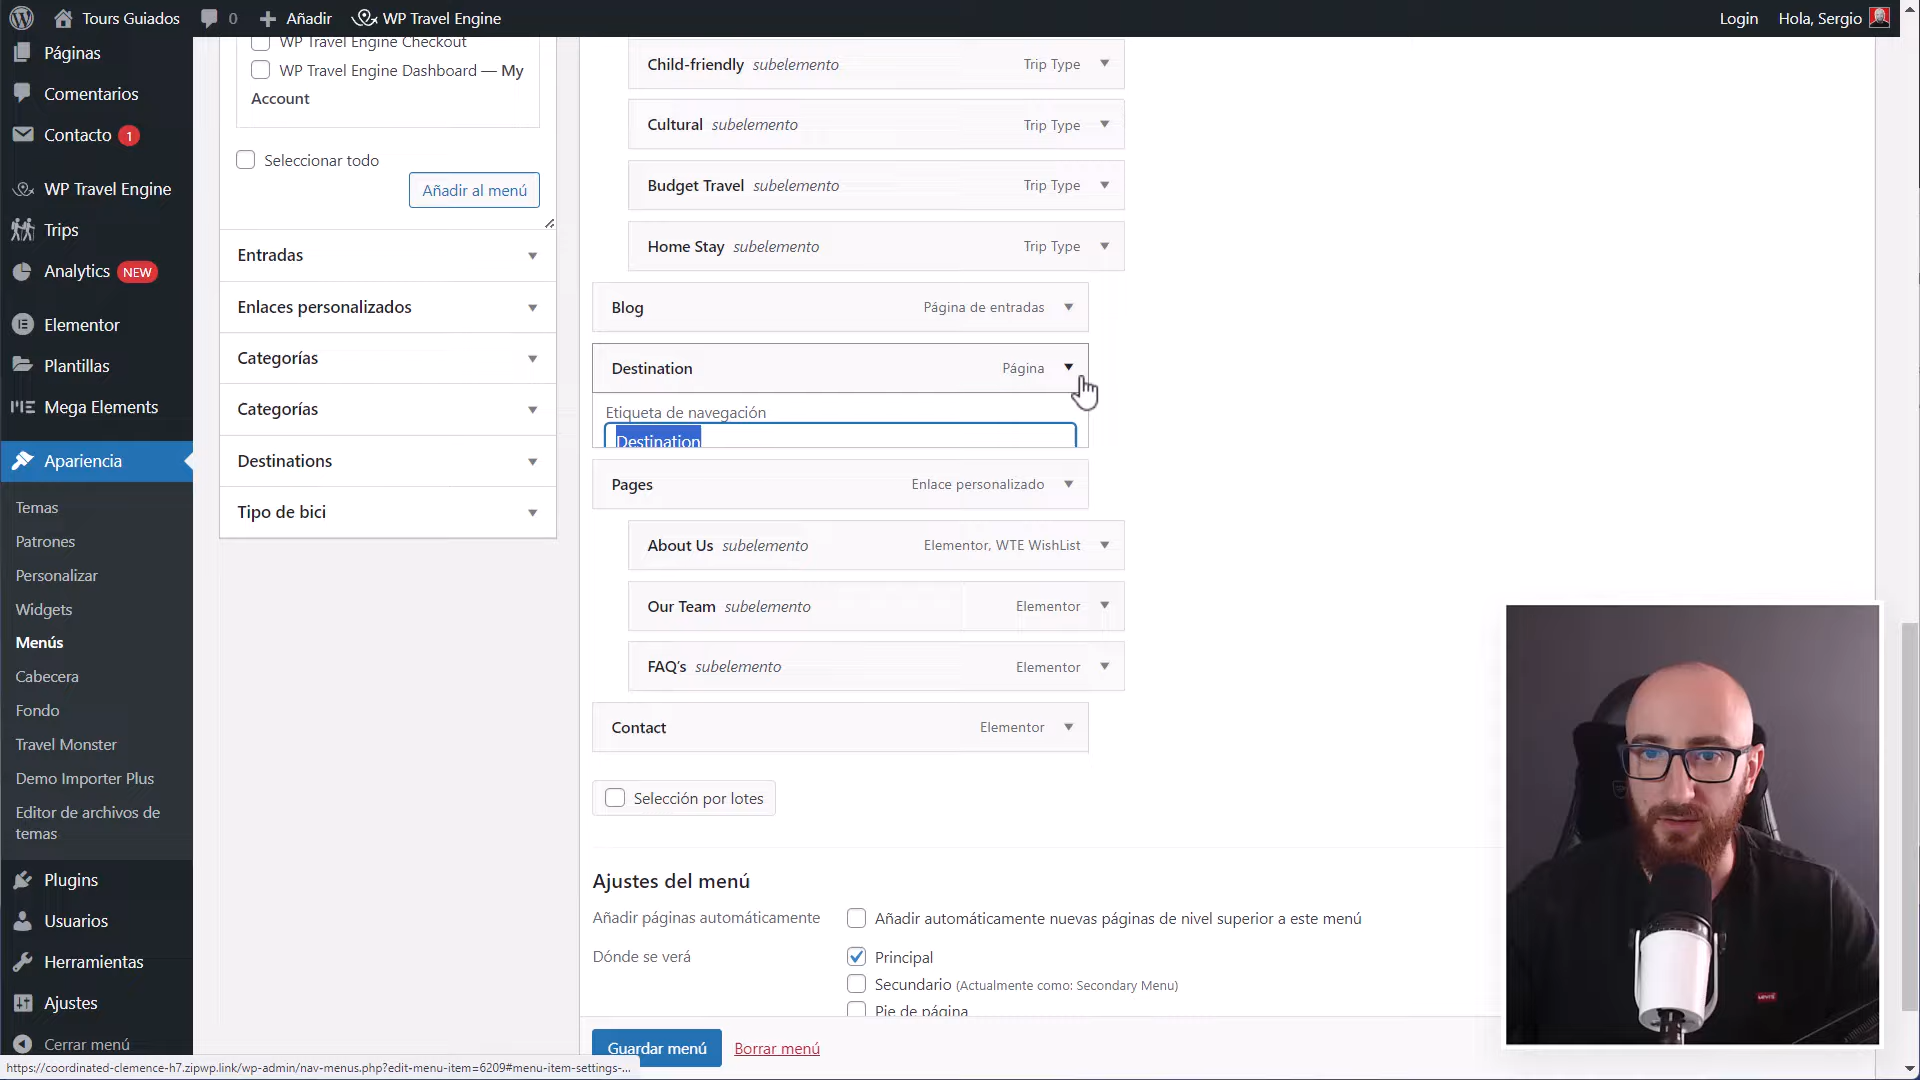 Tours Guiados
0
Añadir
WP Travel Engine
Login
Hola, Sergio
Páginas
Comentarios
Contacto 1
WP Travel Engine
Trips
Analytics NEW
Elementor
Plantillas
Mega Elements
Apariencia
Temas
Patrones
Personalizar
Widgets
Menús
Cabecera
Fondo
Travel Monster
Demo Importer Plus
Editor de archivos de
temas
Plugins
Usuarios
Herramientas
Ajustes
Cerrar menú
WP Travel Engine Checkout
WP Travel Engine Dashboard — My
Account
Seleccionar todo
Añadir al menú
Entradas
Enlaces personalizados
Categorías
Categorías
Destinations
Tipo de bici
Child-friendly subelemento Trip Type
Cultural subelemento Trip Type
Budget Travel subelemento Trip Type
Home Stay subelemento Trip Type
Blog Página de entradas
Destination Página
Etiqueta de navegación
Destination
Pages Enlace personalizado
About Us subelemento Elementor, WTE WishList
Our Team subelemento Elementor
FAQ’s subelemento Elementor
Contact Elementor
Selección por lotes
Ajustes del menú
Añadir páginas automáticamente
Añadir automáticamente nuevas páginas de nivel superior a este menú
Dónde se verá
Principal
Secundario (Actualmente como: Secondary Menu)
Pie de página
Guardar menú
Borrar menú
https://coordinated-clemence-h7.zipwp.link/wp-admin/nav-menus.php?edit-menu-item=6209#menu-item-settings-...